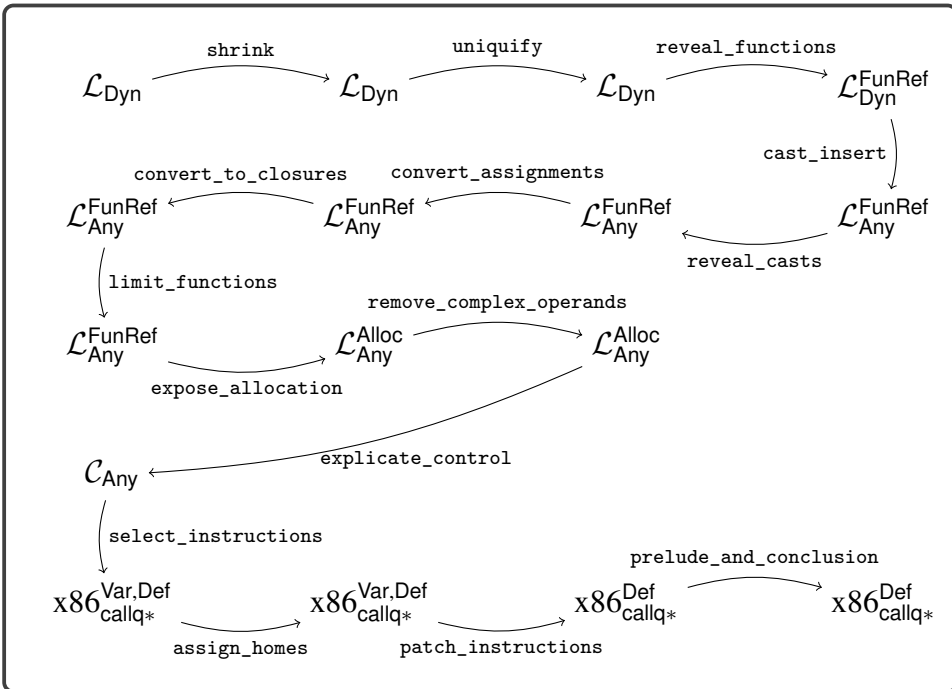 shrink uniquify reveal_functions
ℒ_Dyn ℒ_Dyn ℒ_Dyn ℒ^FunRef_Dyn
cast_insert
convert_to_closures convert_assignments
ℒ^FunRef_Any ℒ^FunRef_Any ℒ^FunRef_Any ℒ^FunRef_Any
reveal_casts
limit_functions
remove_complex_operands
ℒ^FunRef_Any ℒ^Alloc_Any ℒ^Alloc_Any
expose_allocation
explicate_control
𝒞_Any
select_instructions
prelude_and_conclusion
x86^Var,Def_callq* x86^Var,Def_callq* x86^Def_callq* x86^Def_callq*
assign_homes patch_instructions